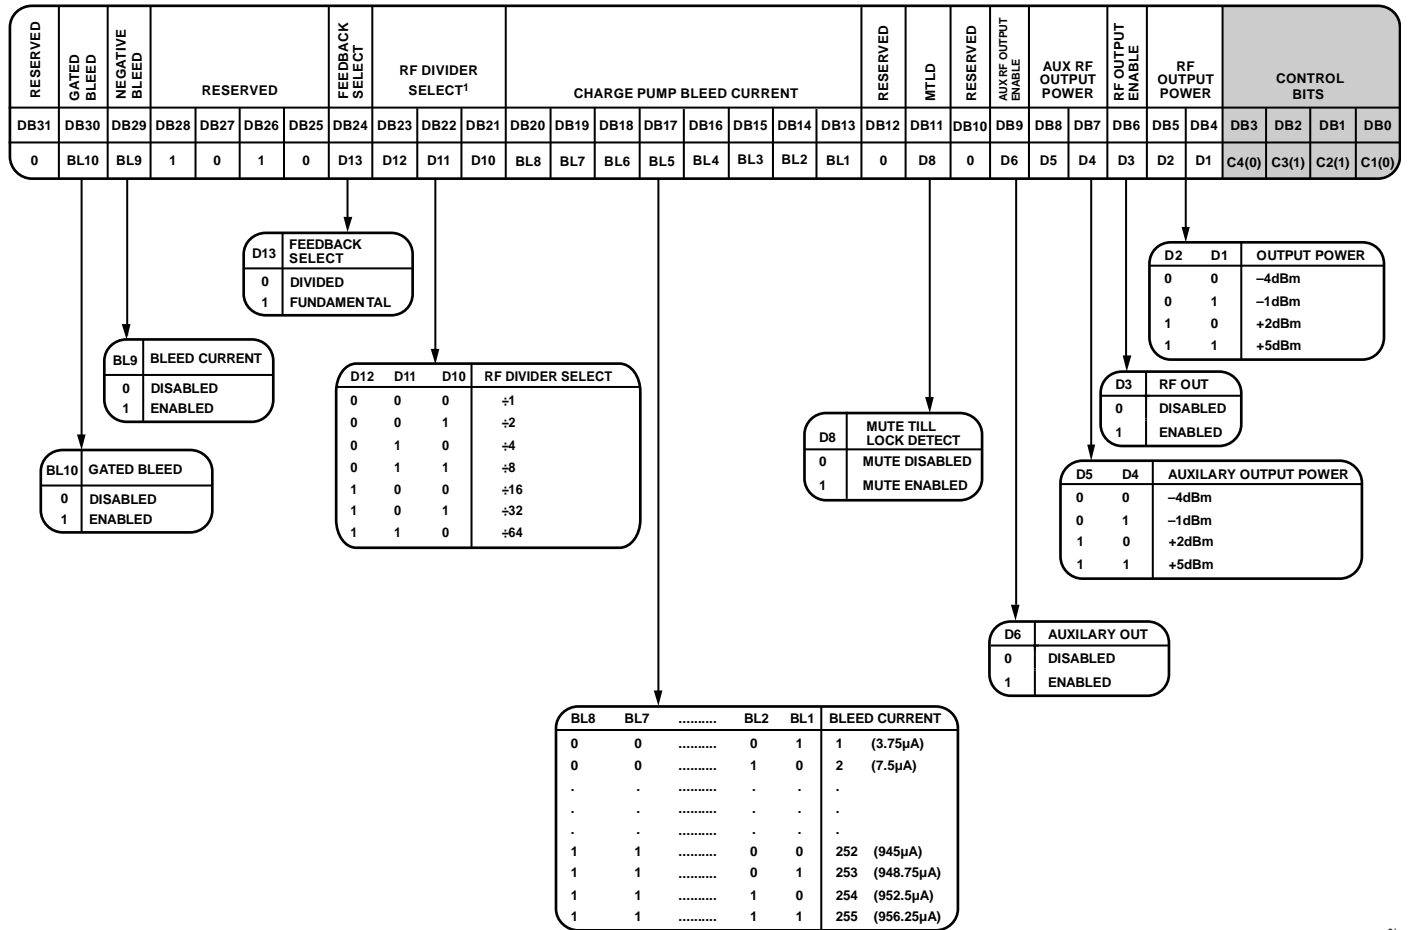 RESERVED
GATED BLEED
NEGATIVE BLEED
RESERVED
FEEDBACK SELECT
RF DIVIDER SELECT1
CHARGE PUMP BLEED CURRENT
RESERVED
MTLD
RESERVED
AUX RF OUTPUT ENABLE
AUX RF OUTPUT POWER
RF OUTPUT ENABLE
RF OUTPUT POWER
CONTROL BITS
DB31 DB30 DB29 DB28 DB27 DB26 DB25 DB24 DB23 DB22 DB21 DB20 DB19 DB18 DB17 DB16 DB15 DB14 DB13 DB12 DB11 DB10 DB9 DB8 DB7 DB6 DB5 DB4 DB3 DB2 DB1 DB0
0 BL10 BL9 1 0 1 0 D13 D12 D11 D10 BL8 BL7 BL6 BL5 BL4 BL3 BL2 BL1 0 D8 0 D6 D5 D4 D3 D2 D1 C4(0) C3(1) C2(1) C1(0)
D13 FEEDBACK SELECT
0 DIVIDED
1 FUNDAMENTAL
D2 D1 OUTPUT POWER
0 0 –4dBm
0 1 –1dBm
1 0 +2dBm
1 1 +5dBm
BL9 BLEED CURRENT
0 DISABLED
1 ENABLED
D12 D11 D10 RF DIVIDER SELECT
0 0 0 ÷1
0 0 1 ÷2
0 1 0 ÷4
0 1 1 ÷8
1 0 0 ÷16
1 0 1 ÷32
1 1 0 ÷64
D3 RF OUT
0 DISABLED
1 ENABLED
D8 MUTE TILL LOCK DETECT
0 MUTE DISABLED
1 MUTE ENABLED
BL10 GATED BLEED
0 DISABLED
1 ENABLED
D5 D4 AUXILARY OUTPUT POWER
0 0 –4dBm
0 1 –1dBm
1 0 +2dBm
1 1 +5dBm
D6 AUXILARY OUT
0 DISABLED
1 ENABLED
BL8 BL7 .......... BL2 BL1 BLEED CURRENT
0 0 .......... 0 1 1 (3.75µA)
0 0 .......... 1 0 2 (7.5µA)
. . .......... . . .
. . .......... . . .
. . .......... . . .
1 1 .......... 0 0 252 (945µA)
1 1 .......... 0 1 253 (948.75µA)
1 1 .......... 1 0 254 (952.5µA)
1 1 .......... 1 1 255 (956.25µA)